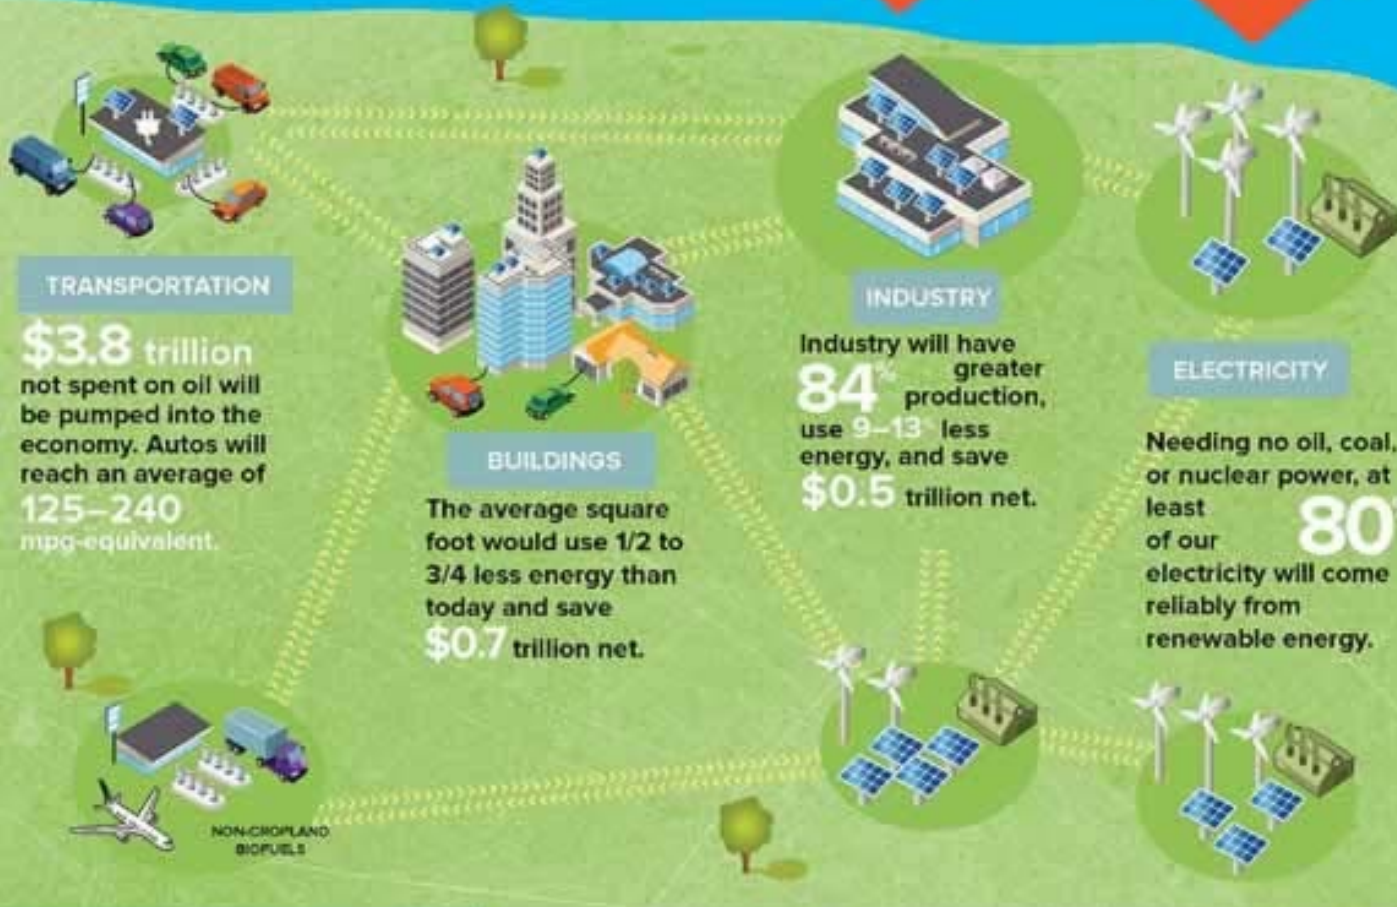 TRANSPORTATION
$3.8 trillion
not spent on oil will
be pumped into the
economy. Autos will
reach an average of
125–240
mpg-equivalent.
BUILDINGS
The average square
foot would use 1/2 to
3/4 less energy than
today and save
$0.7 trillion net.
INDUSTRY
Industry will have
84% greater
production,
use 9–13% less
energy, and save
$0.5 trillion net.
ELECTRICITY
Needing no oil, coal,
or nuclear power, at
least 80
of our
electricity will come
reliably from
renewable energy.
NON-CROPLAND
BIOFUELS